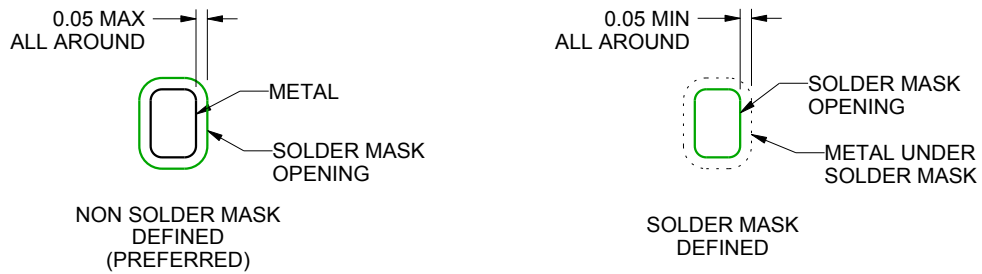 0.05 MAX
ALL AROUND
METAL
SOLDER MASK
OPENING
NON SOLDER MASK
DEFINED
(PREFERRED)
0.05 MIN
ALL AROUND
SOLDER MASK
OPENING
METAL UNDER
SOLDER MASK
SOLDER MASK
DEFINED